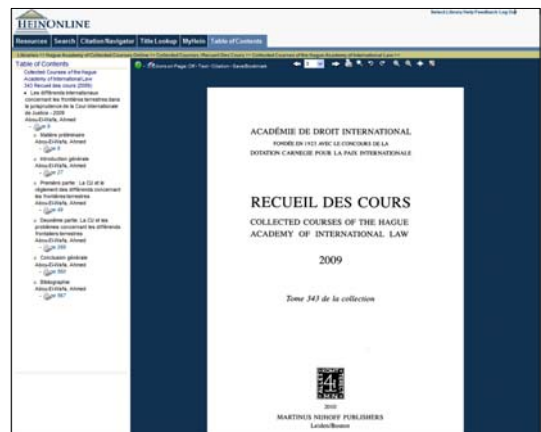 Select Library Help Feedback Log Out
HEINONLINE
Resources Search Citation Navigator Title Lookup MyHein Table of Contents
Table of Contents
Collected Courses of the Hague
Academy of International Law
343 Recueil des cours (2009)
Les différends internationaux
concernant les frontières terrestres dans
la jurisprudence de la Cour internationale
de Justice - 2009
Abou-El-Wafa, Ahmed
Matière préliminaire
Abou-El-Wafa, Ahmed
Introduction générale
Abou-El-Wafa, Ahmed
27
Première partie : La CIJ et le
règlement des différends concernant
les frontières terrestres
Abou-El-Wafa, Ahmed
Deuxième partie: La CIJ et les
problèmes concernant les différends
frontaliers terrestres
Abou-El-Wafa, Ahmed
Conclusion générale
Abou-El-Wafa, Ahmed
Bibliographie
Abou-El-Wafa, Ahmed
ACADÉMIE DE DROIT INTERNATIONAL
FONDÉE EN 1923 AVEC LE CONCOURS DE LA
DOTATION CARNEGIE POUR LA PAIX INTERNATIONALE
RECUEIL DES COURS
COLLECTED COURSES OF THE HAGUE
ACADEMY OF INTERNATIONAL LAW
2009
Tome 343 de la collection
2010
MARTINUS NIJHOFF PUBLISHERS
Leiden/Boston